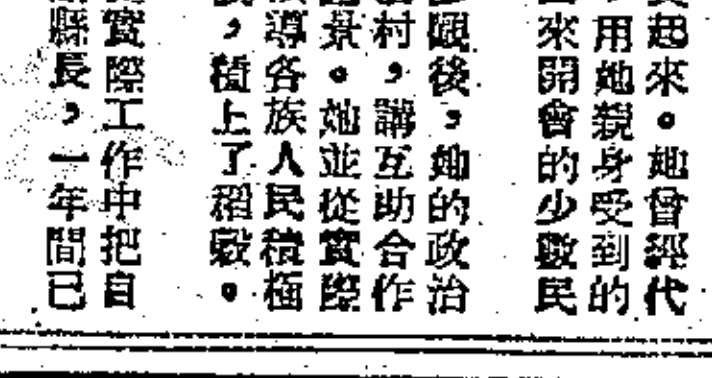 起來。她曾經代
用她親身受到的
來開會的少數民
後，她的政治
村，講互助合作
景。她並從實際
導各族人民積極
，種上了稻穀。
實際工作中把自
縣長，一年間已